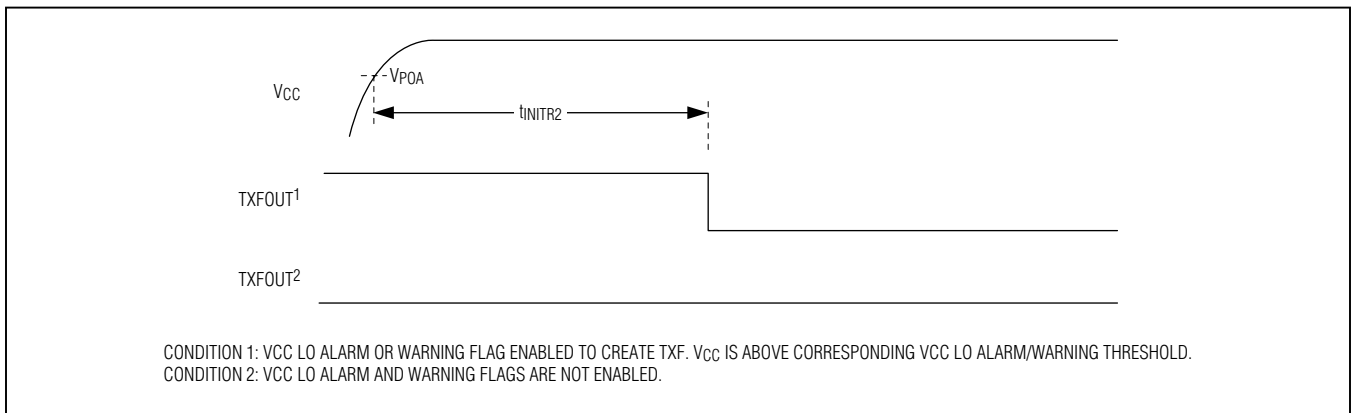 VPOA
VCC
tINITR2
TXFOUT1
TXFOUT2
CONDITION 1: VCC LO ALARM OR WARNING FLAG ENABLED TO CREATE TXF. VCC IS ABOVE CORRESPONDING VCC LO ALARM/WARNING THRESHOLD.
CONDITION 2: VCC LO ALARM AND WARNING FLAGS ARE NOT ENABLED.